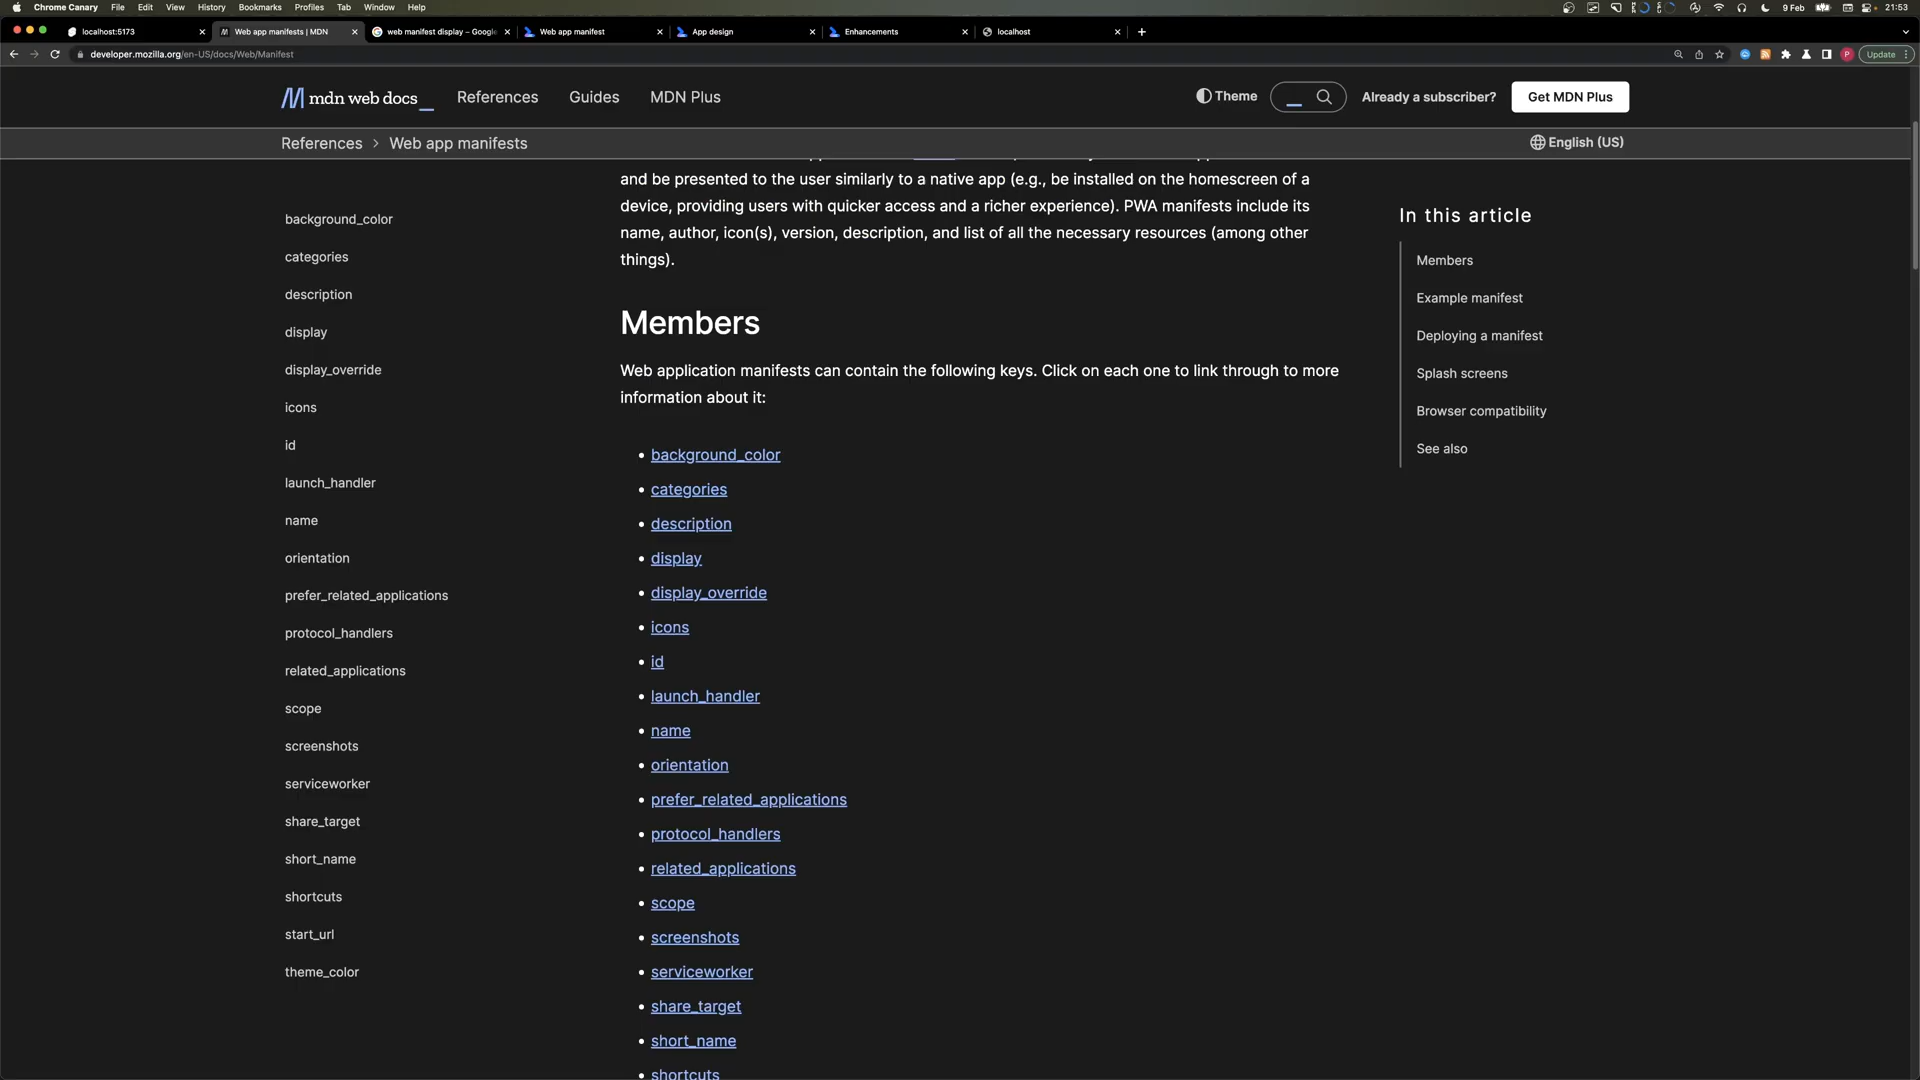 Chrome Canary File Edit View History Bookmarks Profiles Tab Window Help 9 Feb 21:53
localhost:5173 Web app manifests | MDN web manifest display – Google Web app manifest App design Enhancements localhost
developer.mozilla.org/en-US/docs/Web/Manifest P Update
mdn web docs_ References Guides MDN Plus Theme Already a subscriber? Get MDN Plus
References > Web app manifests English (US)
and be presented to the user similarly to a native app (e.g., be installed on the homescreen of a
device, providing users with quicker access and a richer experience). PWA manifests include its
name, author, icon(s), version, description, and list of all the necessary resources (among other
things).
Members
Web application manifests can contain the following keys. Click on each one to link through to more
information about it:
• background_color
• categories
• description
• display
• display_override
• icons
• id
• launch_handler
• name
• orientation
• prefer_related_applications
• protocol_handlers
• related_applications
• scope
• screenshots
• serviceworker
• share_target
• short_name
• shortcuts
background_color
categories
description
display
display_override
icons
id
launch_handler
name
orientation
prefer_related_applications
protocol_handlers
related_applications
scope
screenshots
serviceworker
share_target
short_name
shortcuts
start_url
theme_color
In this article
Members
Example manifest
Deploying a manifest
Splash screens
Browser compatibility
See also